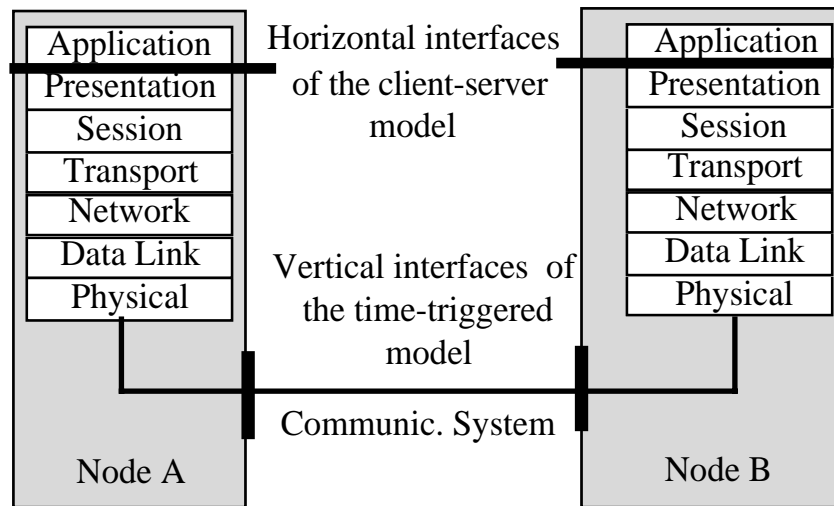 Application
Presentation
Session
Transport
Network
Data Link
Physical
Node A
Horizontal interfaces
of the client-server
model
Vertical interfaces of
the time-triggered
model
Communic. System
Application
Presentation
Session
Transport
Network
Data Link
Physical
Node B